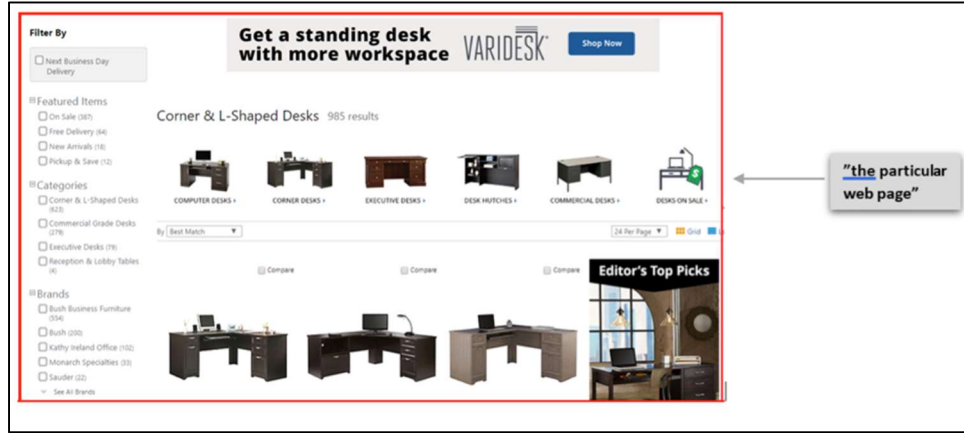 Filter By
Next Business Day
Delivery
Featured Items
On Sale (387)
Free Delivery (64)
New Arrivals (18)
Pickup & Save (12)
Categories
Corner & L-Shaped Desks
(623)
Commercial Grade Desks
(279)
Executive Desks (79)
Reception & Lobby Tables
(4)
Brands
Bush Business Furniture
(554)
Bush (200)
Kathy Ireland Office (102)
Monarch Specialties (33)
Sauder (22)
See All Brands
Get a standing desk
with more workspace
VARIDESK
Shop Now
Corner & L-Shaped Desks 985 results
COMPUTER DESKS
CORNER DESKS
EXECUTIVE DESKS
DESK HUTCHES
COMMERCIAL DESKS
DESKS ON SALE
By Best Match
24 Per Page
Grid
Compare
Compare
Compare
Editor's Top Picks
"the particular
web page"